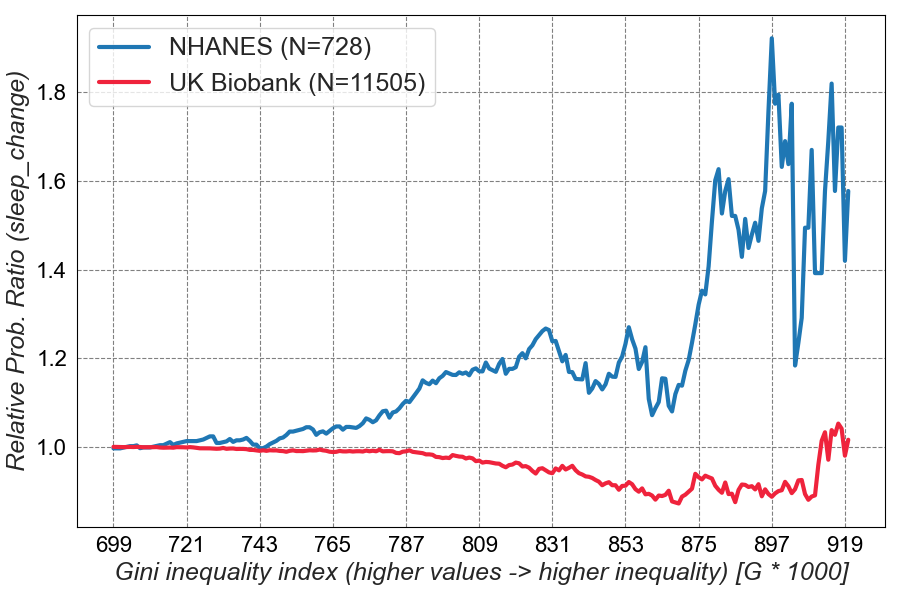 NHANES (N=728)
UK Biobank (N=11505)
Relative Prob. Ratio (sleep_change)
1.8
1.6
1.4
1.2
1.0
699 721 743 765 787 809 831 853 875 897 919
Gini inequality index (higher values -> higher inequality) [G * 1000]